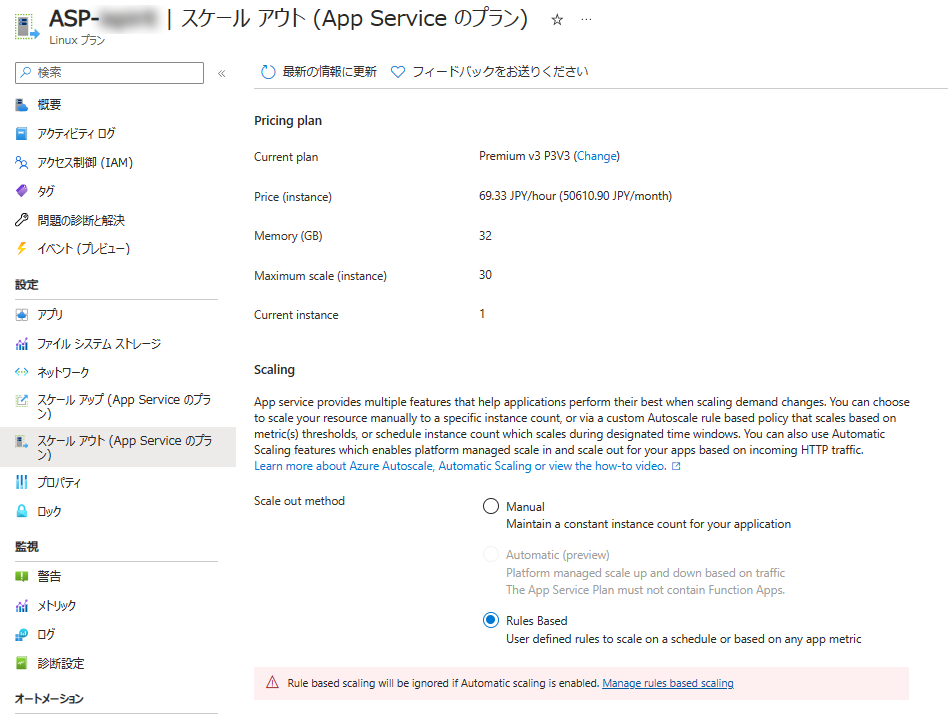 ASP- | スケール アウト (App Service のプラン) ☆ …
Linux プラン
検索 «
最新の情報に更新 フィードバックをお送りください
概要
アクティビティ ログ
アクセス制御 (IAM)
タグ
問題の診断と解決
イベント (プレビュー)
設定
アプリ
ファイル システム ストレージ
ネットワーク
スケール アップ (App Service のプラ
ン)
スケール アウト (App Service のプラ
ン)
プロパティ
ロック
監視
警告
メトリック
ログ
診断設定
オートメーション
Pricing plan
Current plan Premium v3 P3V3 (Change)
Price (instance) 69.33 JPY/hour (50610.90 JPY/month)
Memory (GB) 32
Maximum scale (instance) 30
Current instance 1
Scaling
App service provides multiple features that help applications perform their best when scaling demand changes. You can choose
to scale your resource manually to a specific instance count, or via a custom Autoscale rule based policy that scales based on
metric(s) thresholds, or schedule instance count which scales during designated time windows. You can also use Automatic
Scaling features which enables platform managed scale in and scale out for your apps based on incoming HTTP traffic.
Learn more about Azure Autoscale, Automatic Scaling or view the how-to video.
Scale out method
Manual
Maintain a constant instance count for your application
Automatic (preview)
Platform managed scale up and down based on traffic
The App Service Plan must not contain Function Apps.
Rules Based
User defined rules to scale on a schedule or based on any app metric
Rule based scaling will be ignored if Automatic scaling is enabled. Manage rules based scaling